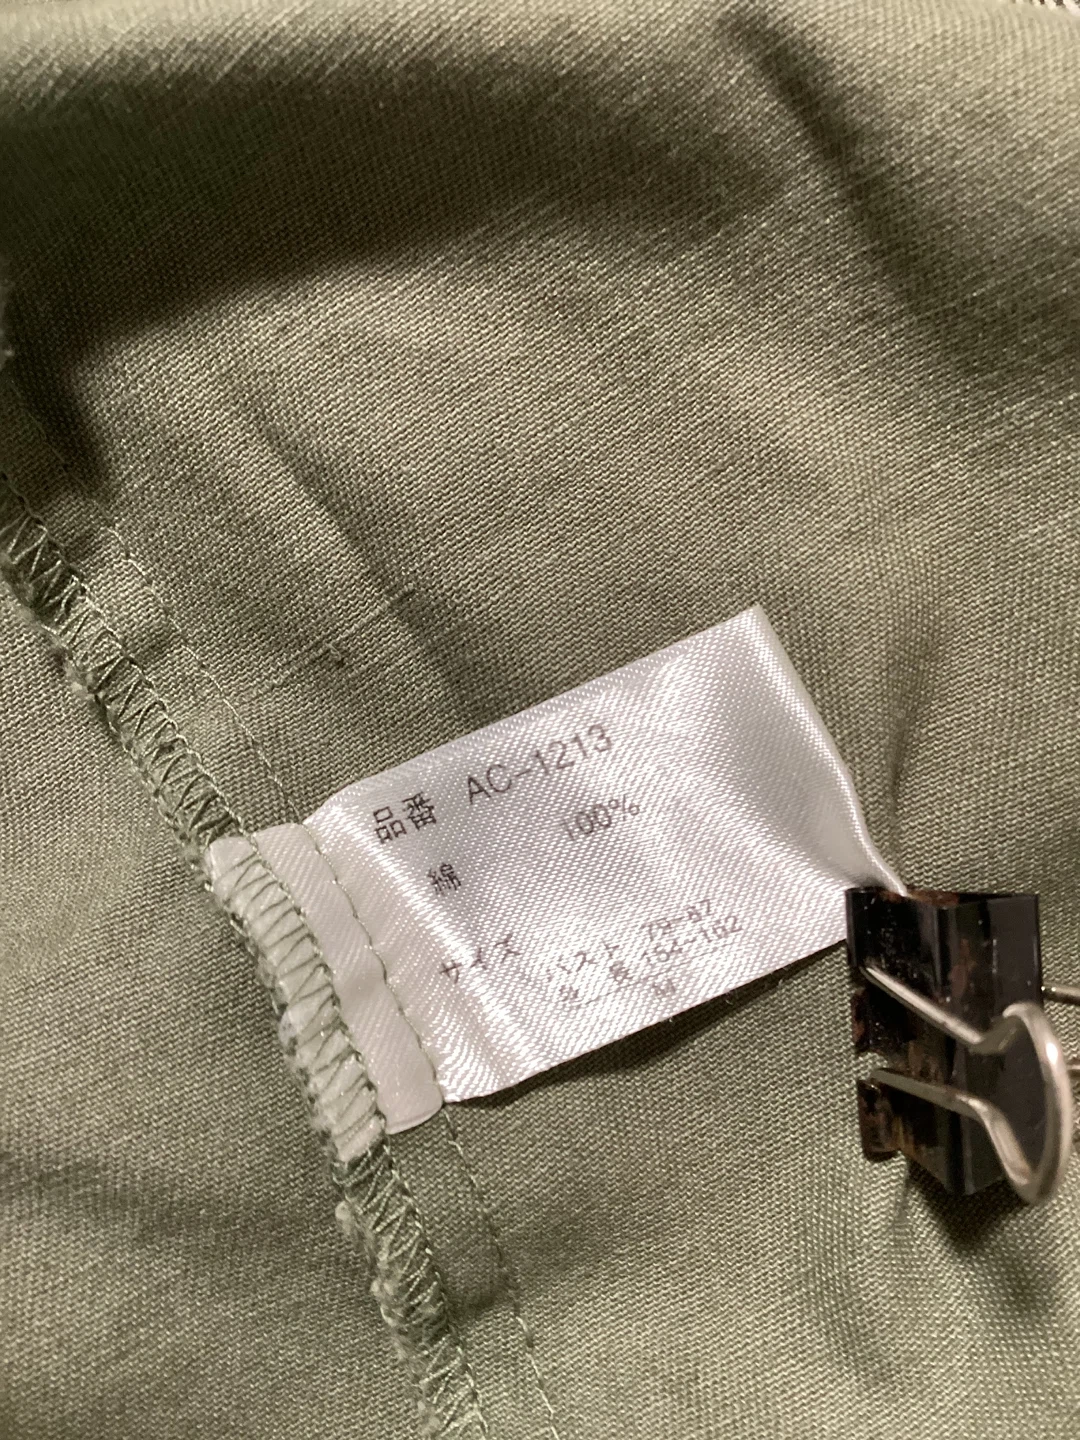 品番 AC-1213
綿 100%
サイズ バスト 79-87
身 長 154-162
M